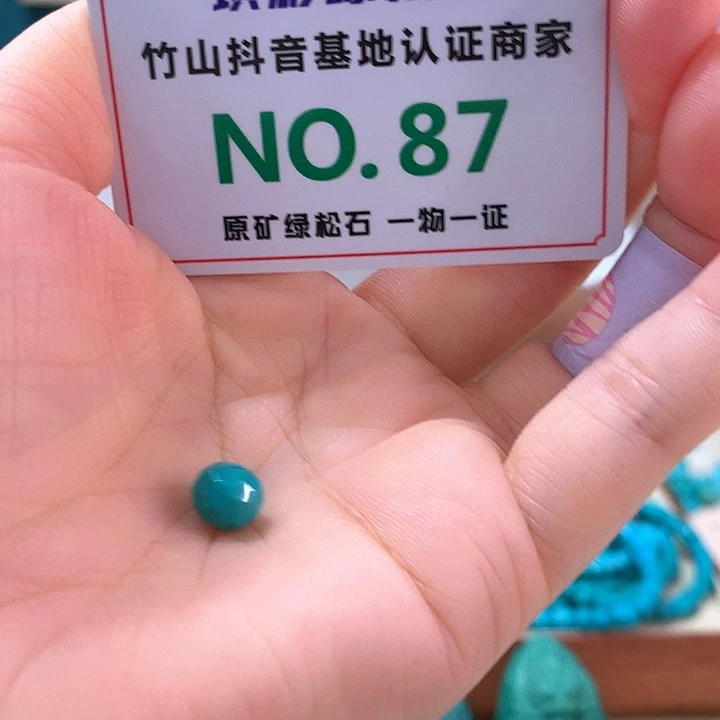 竹山抖音基地认证商家
NO.87
原矿绿松石 一物一证